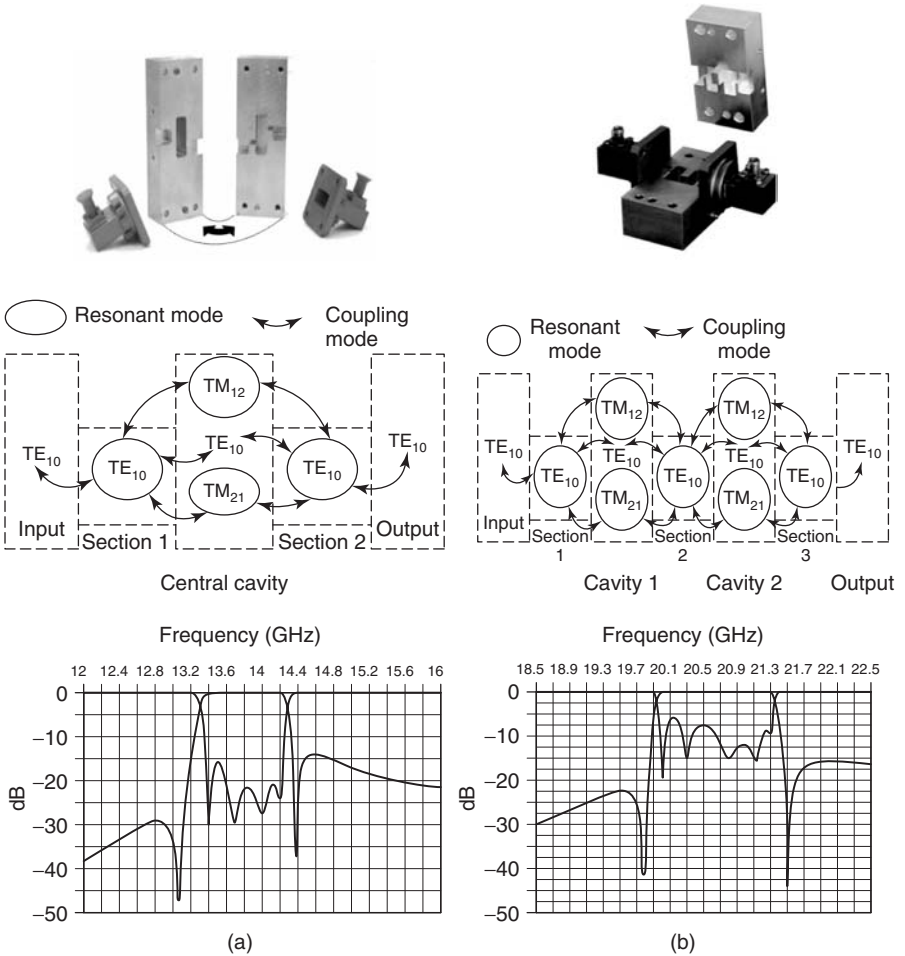 Resonant mode
Coupling
mode
TM12
TE10
TE10
TE10
TE10
TE10
TM21
Input
Section 1
Section 2
Output
Central cavity
Resonant
mode
Coupling
mode
TM12
TM12
TE10
TE10
TE10
TE10
TE10
TE10
TE10
TM21
TM21
Input
Section
1
Section
2
Section
3
Cavity 1
Cavity 2
Output
Frequency (GHz)
12 12.4 12.8 13.2 13.6 14 14.4 14.8 15.2 15.6 16
0
–10
–20
–30
–40
–50
dB
(a)
Frequency (GHz)
18.5 18.9 19.3 19.7 20.1 20.5 20.9 21.3 21.7 22.1 22.5
0
–10
–20
–30
–40
–50
dB
(b)